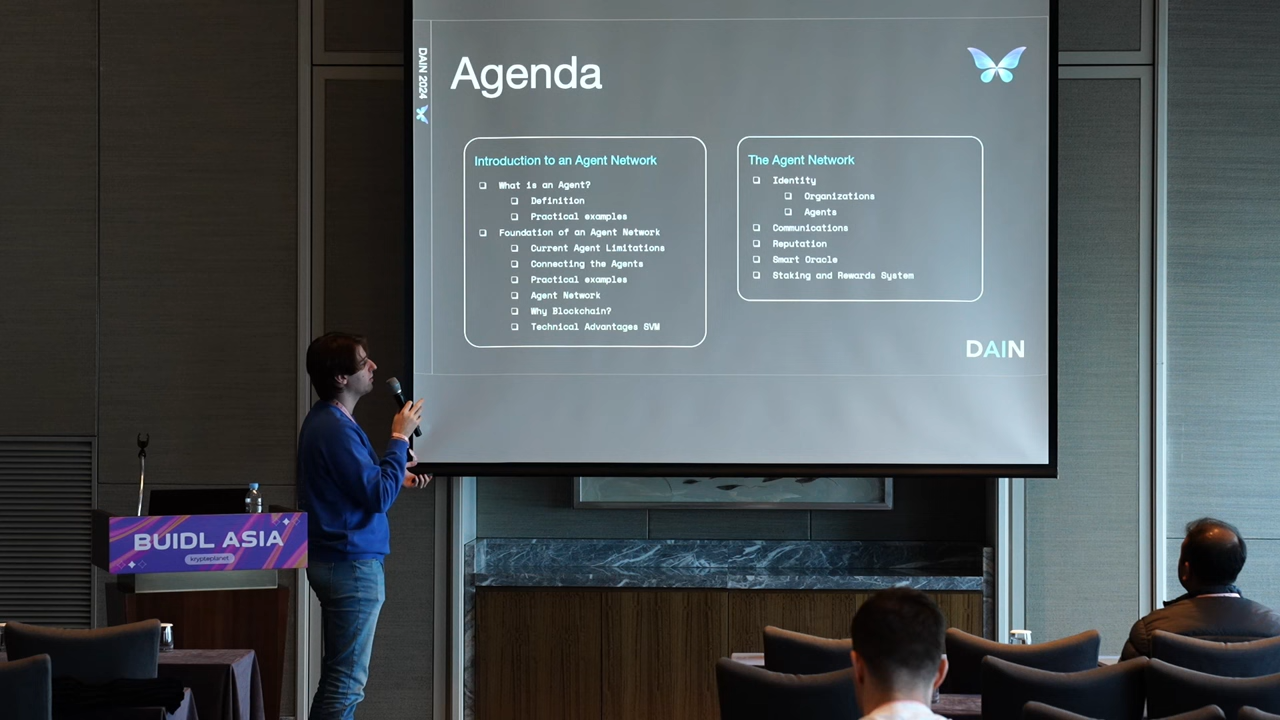 DAIN 2024
Agenda
Introduction to an Agent Network
What is an Agent?
Definition
Practical examples
Foundation of an Agent Network
Current Agent Limitations
Connecting the Agents
Practical examples
Agent Network
Why Blockchain?
Technical Advantages SVM
The Agent Network
Identity
Organizations
Agents
Communications
Reputation
Smart Oracle
Staking and Rewards System
DAIN
BUIDL ASIA
kryptoplanet